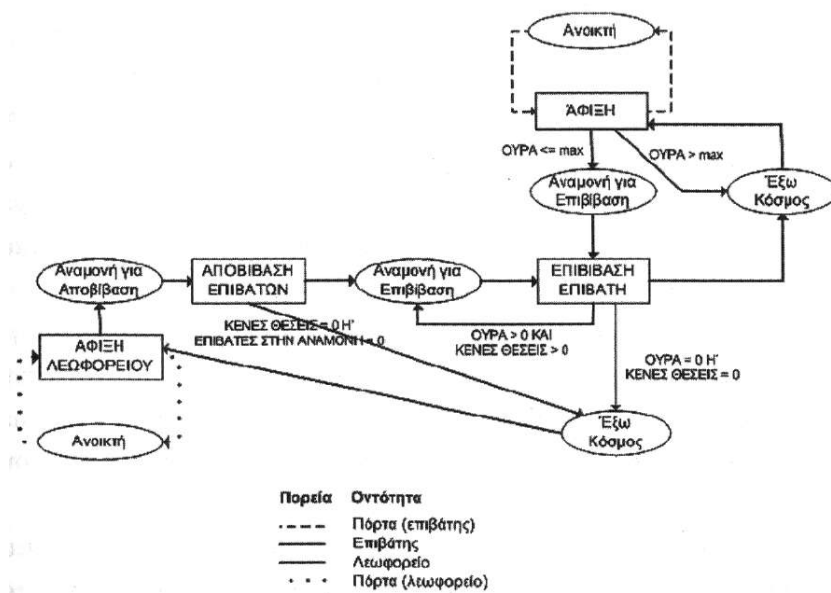 Ανοικτή
ΆΦΙΞΗ
ΟΥΡΑ <= max
ΟΥΡΑ > max
Αναμονή για
Επιβίβαση
Έξω
Κόσμος
Αναμονή για
Αποβίβαση
ΑΠΟΒΙΒΑΣΗ
ΕΠΙΒΑΤΩΝ
Αναμονή για
Επιβίβαση
ΕΠΙΒΙΒΑΣΗ
ΕΠΙΒΑΤΗ
ΚΕΝΕΣ ΘΕΣΕΙΣ = 0 Η'
ΕΠΙΒΑΤΕΣ ΣΤΗΝ ΑΝΑΜΟΝΗ = 0
ΟΥΡΑ > 0 ΚΑΙ
ΚΕΝΕΣ ΘΕΣΕΙΣ > 0
ΑΦΙΞΗ
ΛΕΩΦΟΡΕΙΟΥ
ΟΥΡΑ = 0 Η'
ΚΕΝΕΣ ΘΕΣΕΙΣ = 0
Ανοικτή
Έξω
Κόσμος
Πορεία Οντότητα
Πόρτα (επιβάτης)
Επιβάτης
Λεωφορείο
Πόρτα (λεωφορείο)